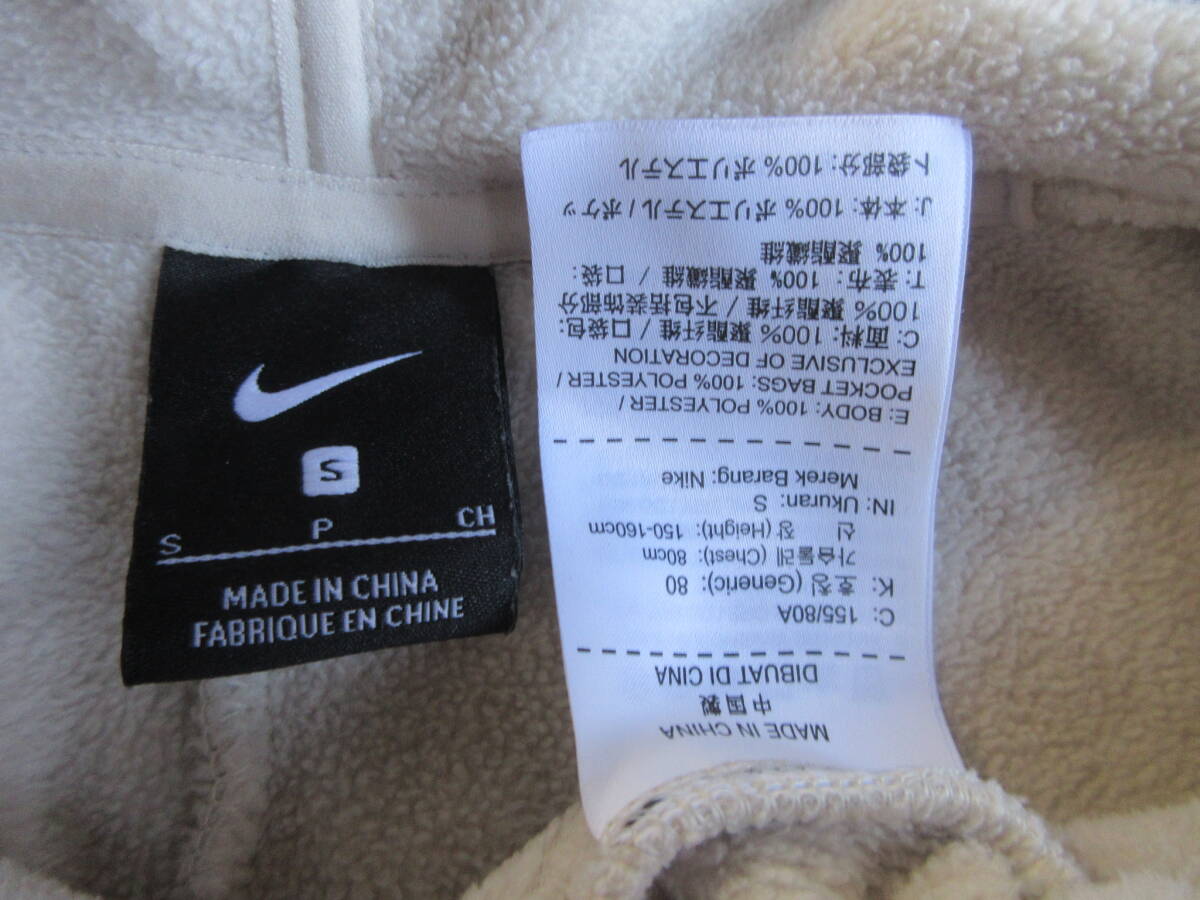 S
S P CH
MADE IN CHINA
FABRIQUE EN CHINE
MADE IN CHINA
中国製
DIBUAT DI CINA
C: 155/80A
K: 호칭 (Generic): 80
가슴둘레 (Chest): 80cm
신 장 (Height): 150-160cm
IN: Ukuran: S
Merek Barang: Nike
E: BODY: 100% POLYESTER /
POCKET BAGS: 100% POLYESTER /
EXCLUSIVE OF DECORATION
C: 面料: 100% 聚酯纤维 / 口袋包:
100% 聚酯纤维 / 不包括装饰部分
T: 表布: 100% 聚酯纖維 / 口袋:
100% 聚酯纖維
J: 本体: 100% ポリエステル / ポケッ
ト袋部分: 100% ポリエステル